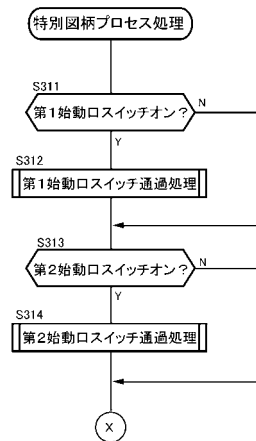 特別図柄プロセス処理
S311
第1始動口スイッチオン？
N
Y
S312
第1始動口スイッチ通過処理
S313
第2始動口スイッチオン？
N
Y
S314
第2始動口スイッチ通過処理
X